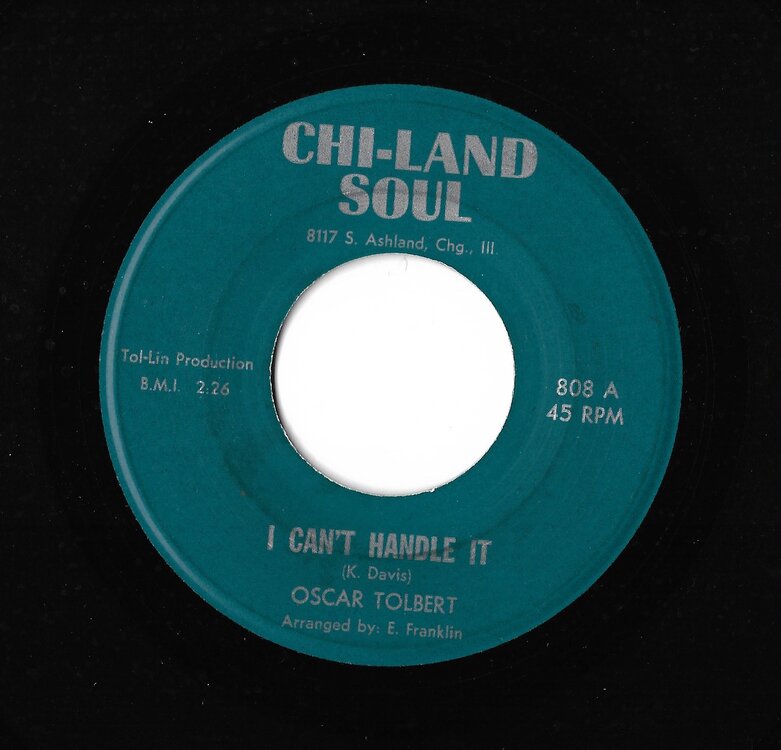 CHI-LAND
SOUL
8117 S. Ashland, Chg., Ill.
Tol-Lin Production
B.M.I. 2:26
808 A
45 RPM
I CAN'T HANDLE IT
(K. Davis)
OSCAR TOLBERT
Arranged by: E. Franklin